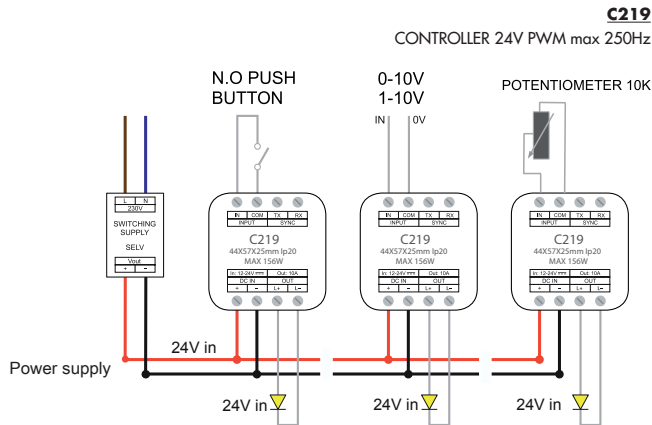 C219
CONTROLLER 24V PWM max 250Hz
N.O PUSH
BUTTON
0-10V
1-10V
IN 0V
POTENTIOMETER 10K
L N
230V
SWITCHING
SUPPLY
SELV
Vout
+ -
IN COM TX RX
INPUT SYNC
C219
44X57X25mm Ip20
MAX 156W
In: 12-24V Out: 10A
DC IN OUT
+ - L+ L-
IN COM TX RX
INPUT SYNC
C219
44X57X25mm Ip20
MAX 156W
In: 12-24V Out: 10A
DC IN OUT
+ - L+ L-
IN COM TX RX
INPUT SYNC
C219
44X57X25mm Ip20
MAX 156W
In: 12-24V Out: 10A
DC IN OUT
+ - L+ L-
24V in
Power supply
24V in
24V in
24V in